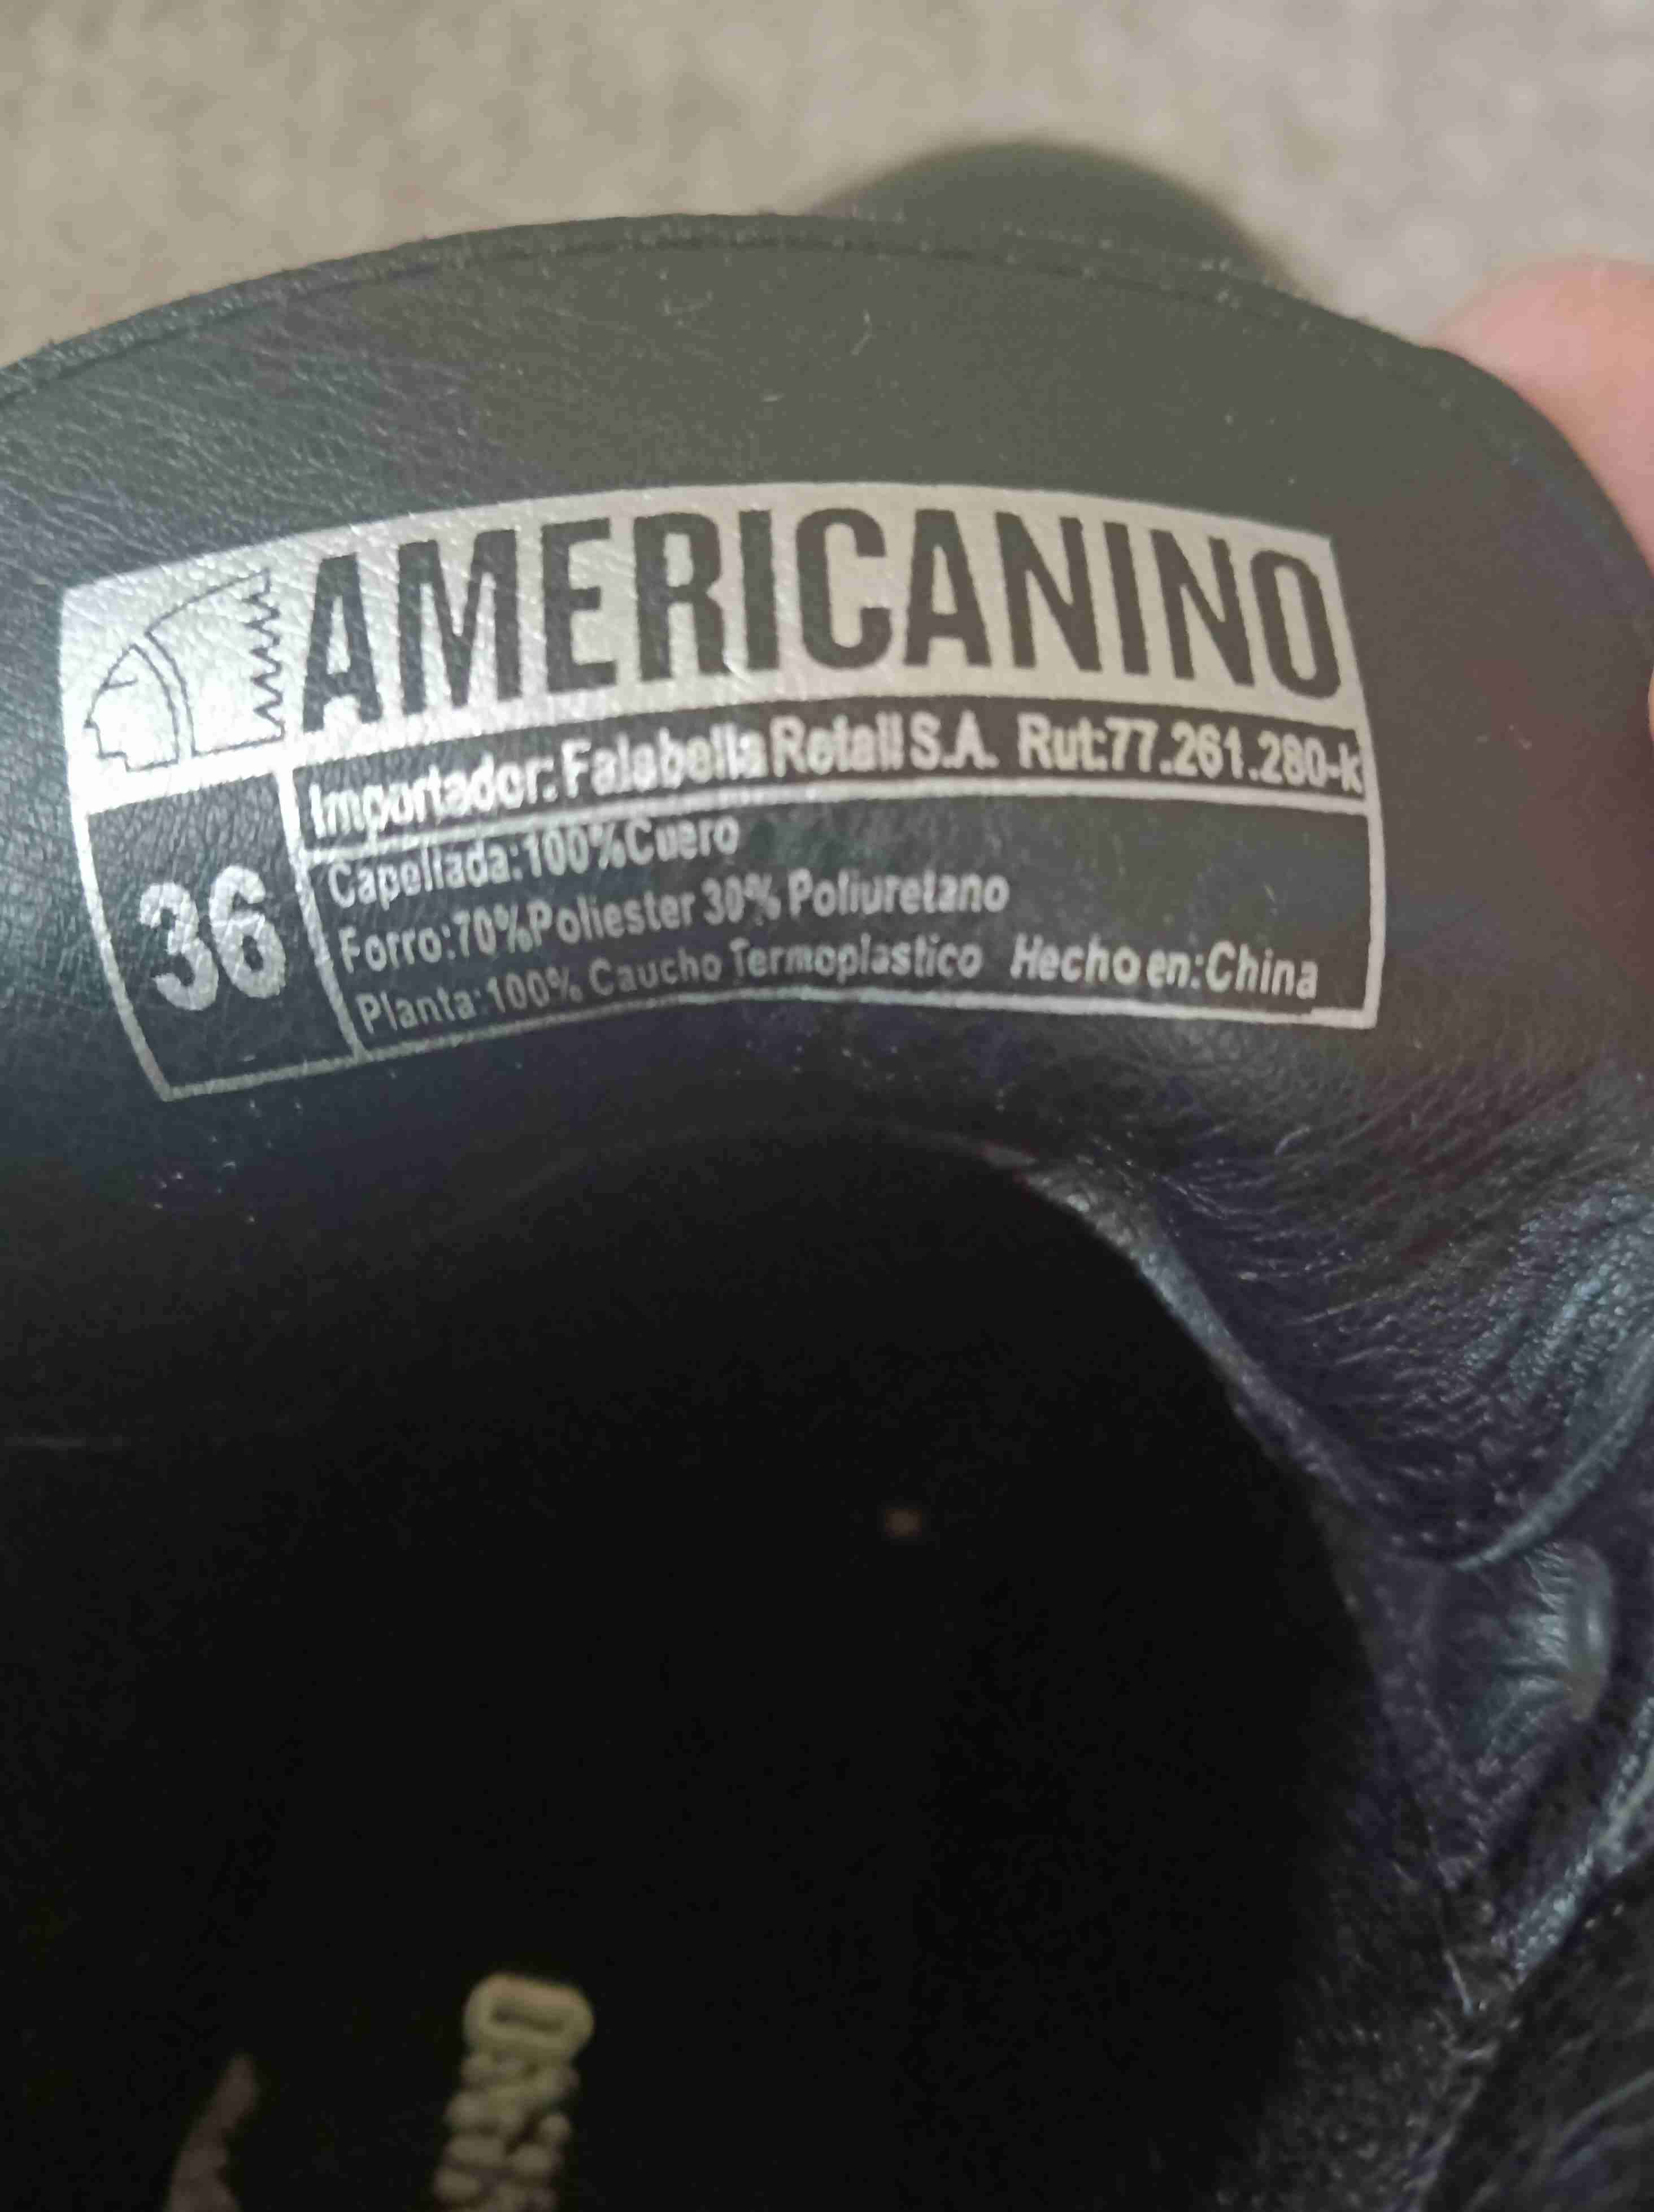 AMERICANINO
Importador: Falabella Retail S.A. Rut:77.261.280-k
36
Capellada:100%Cuero
Forro:70%Poliester 30% Poliuretano
Planta:100% Caucho Termoplastico Hecho en:China